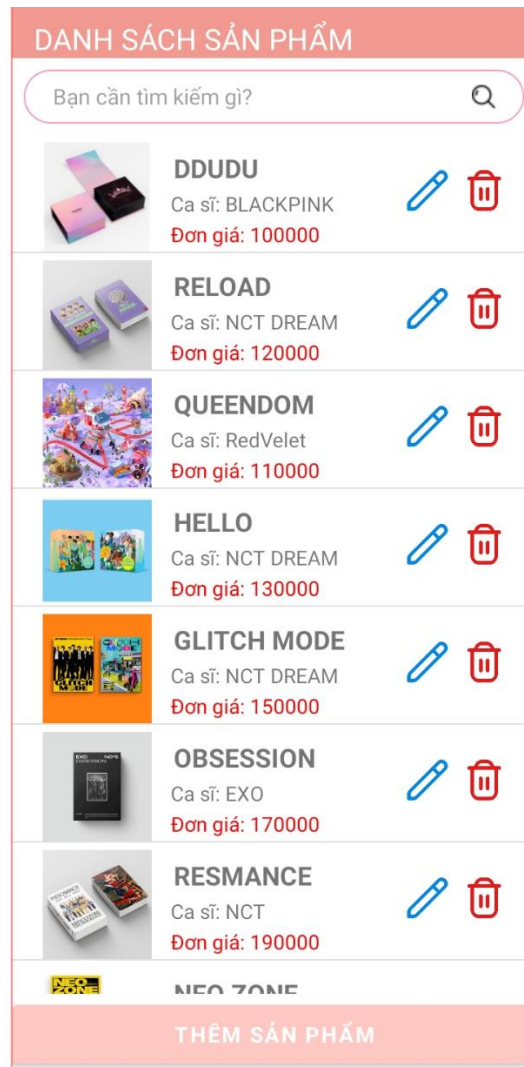 DANH SÁCH SẢN PHẨM
Bạn cần tìm kiếm gì?
DDUDU
Ca sĩ: BLACKPINK
Đơn giá: 100000
RELOAD
Ca sĩ: NCT DREAM
Đơn giá: 120000
QUEENDOM
Ca sĩ: RedVelet
Đơn giá: 110000
HELLO
Ca sĩ: NCT DREAM
Đơn giá: 130000
GLITCH MODE
Ca sĩ: NCT DREAM
Đơn giá: 150000
OBSESSION
Ca sĩ: EXO
Đơn giá: 170000
RESMANCE
Ca sĩ: NCT
Đơn giá: 190000
NEO ZONE
THÊM SẢN PHẨM